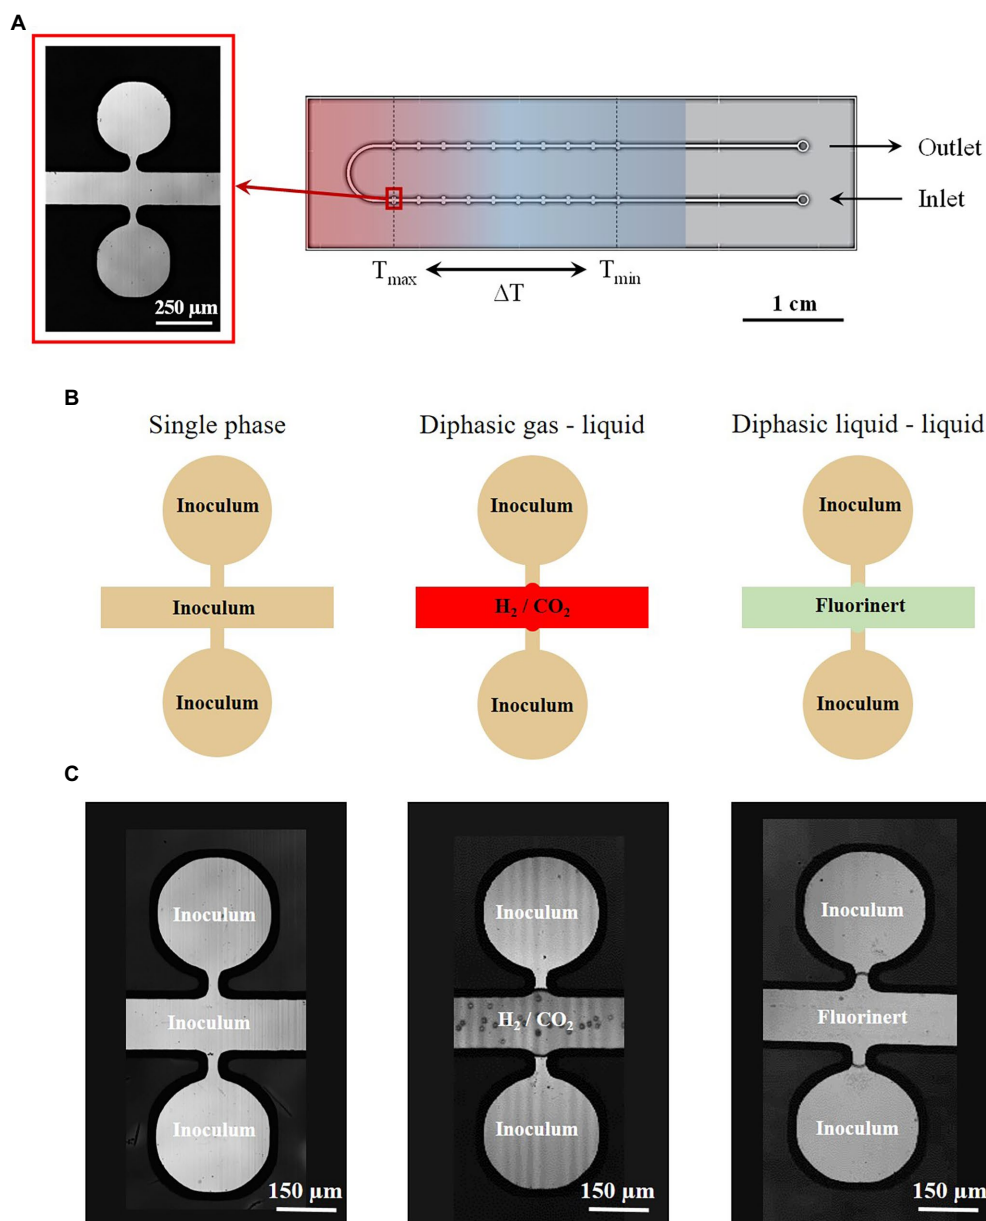 A
250 μm
Outlet
Inlet
Tmax
Tmin
ΔT
1 cm
B
Single phase
Diphasic gas - liquid
Diphasic liquid - liquid
Inoculum
Inoculum
Inoculum
Inoculum
H2 / CO2
Fluorinert
Inoculum
Inoculum
Inoculum
C
Inoculum
Inoculum
Inoculum
Inoculum
H2 / CO2
Fluorinert
Inoculum
Inoculum
Inoculum
150 μm
150 μm
150 μm